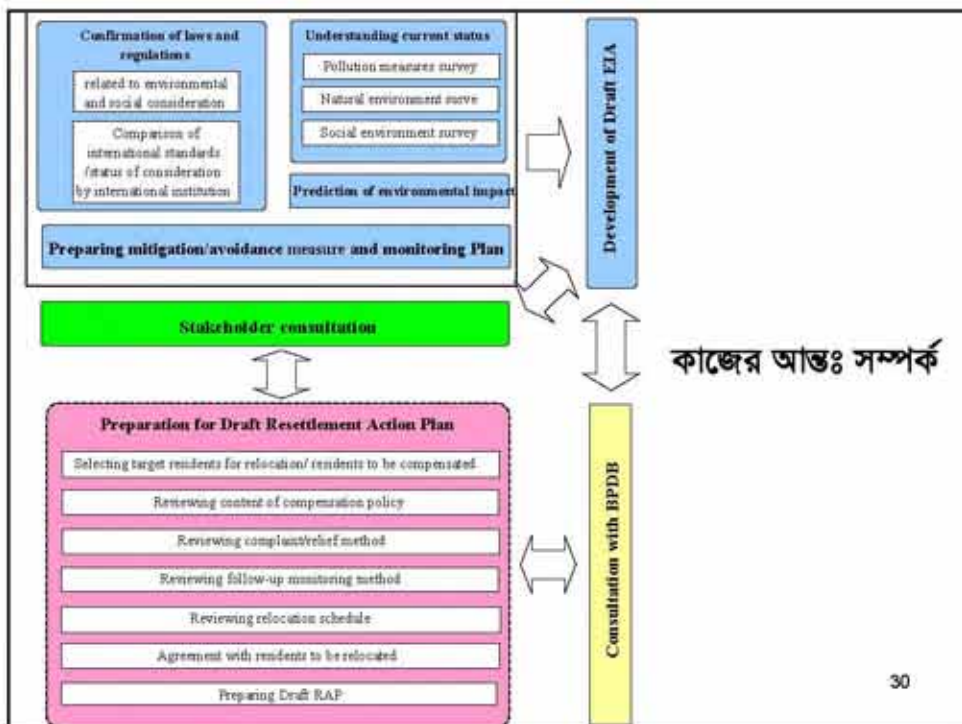 Confirmation of laws and
regulations
related to environmental
and social consideration
Comparison of
international standards
/status of consideration
by international institution
Understanding current status
Pollution measures survey
Natural environment surve
Social environment survey
Prediction of environmental impact
Preparing mitigation/avoidance measure and monitoring Plan
Development of Draft EIA
Stakeholder consultation
কাজের আন্তঃ সম্পর্ক
Preparation for Draft Resettlement Action Plan
Selecting target residents for relocation/ residents to be compensated
Reviewing content of compensation policy
Reviewing complaint/relief method
Reviewing follow-up monitoring method
Reviewing relocation schedule
Agreement with residents to be relocated
Preparing Draft RAP
Consultation with BPDB
30